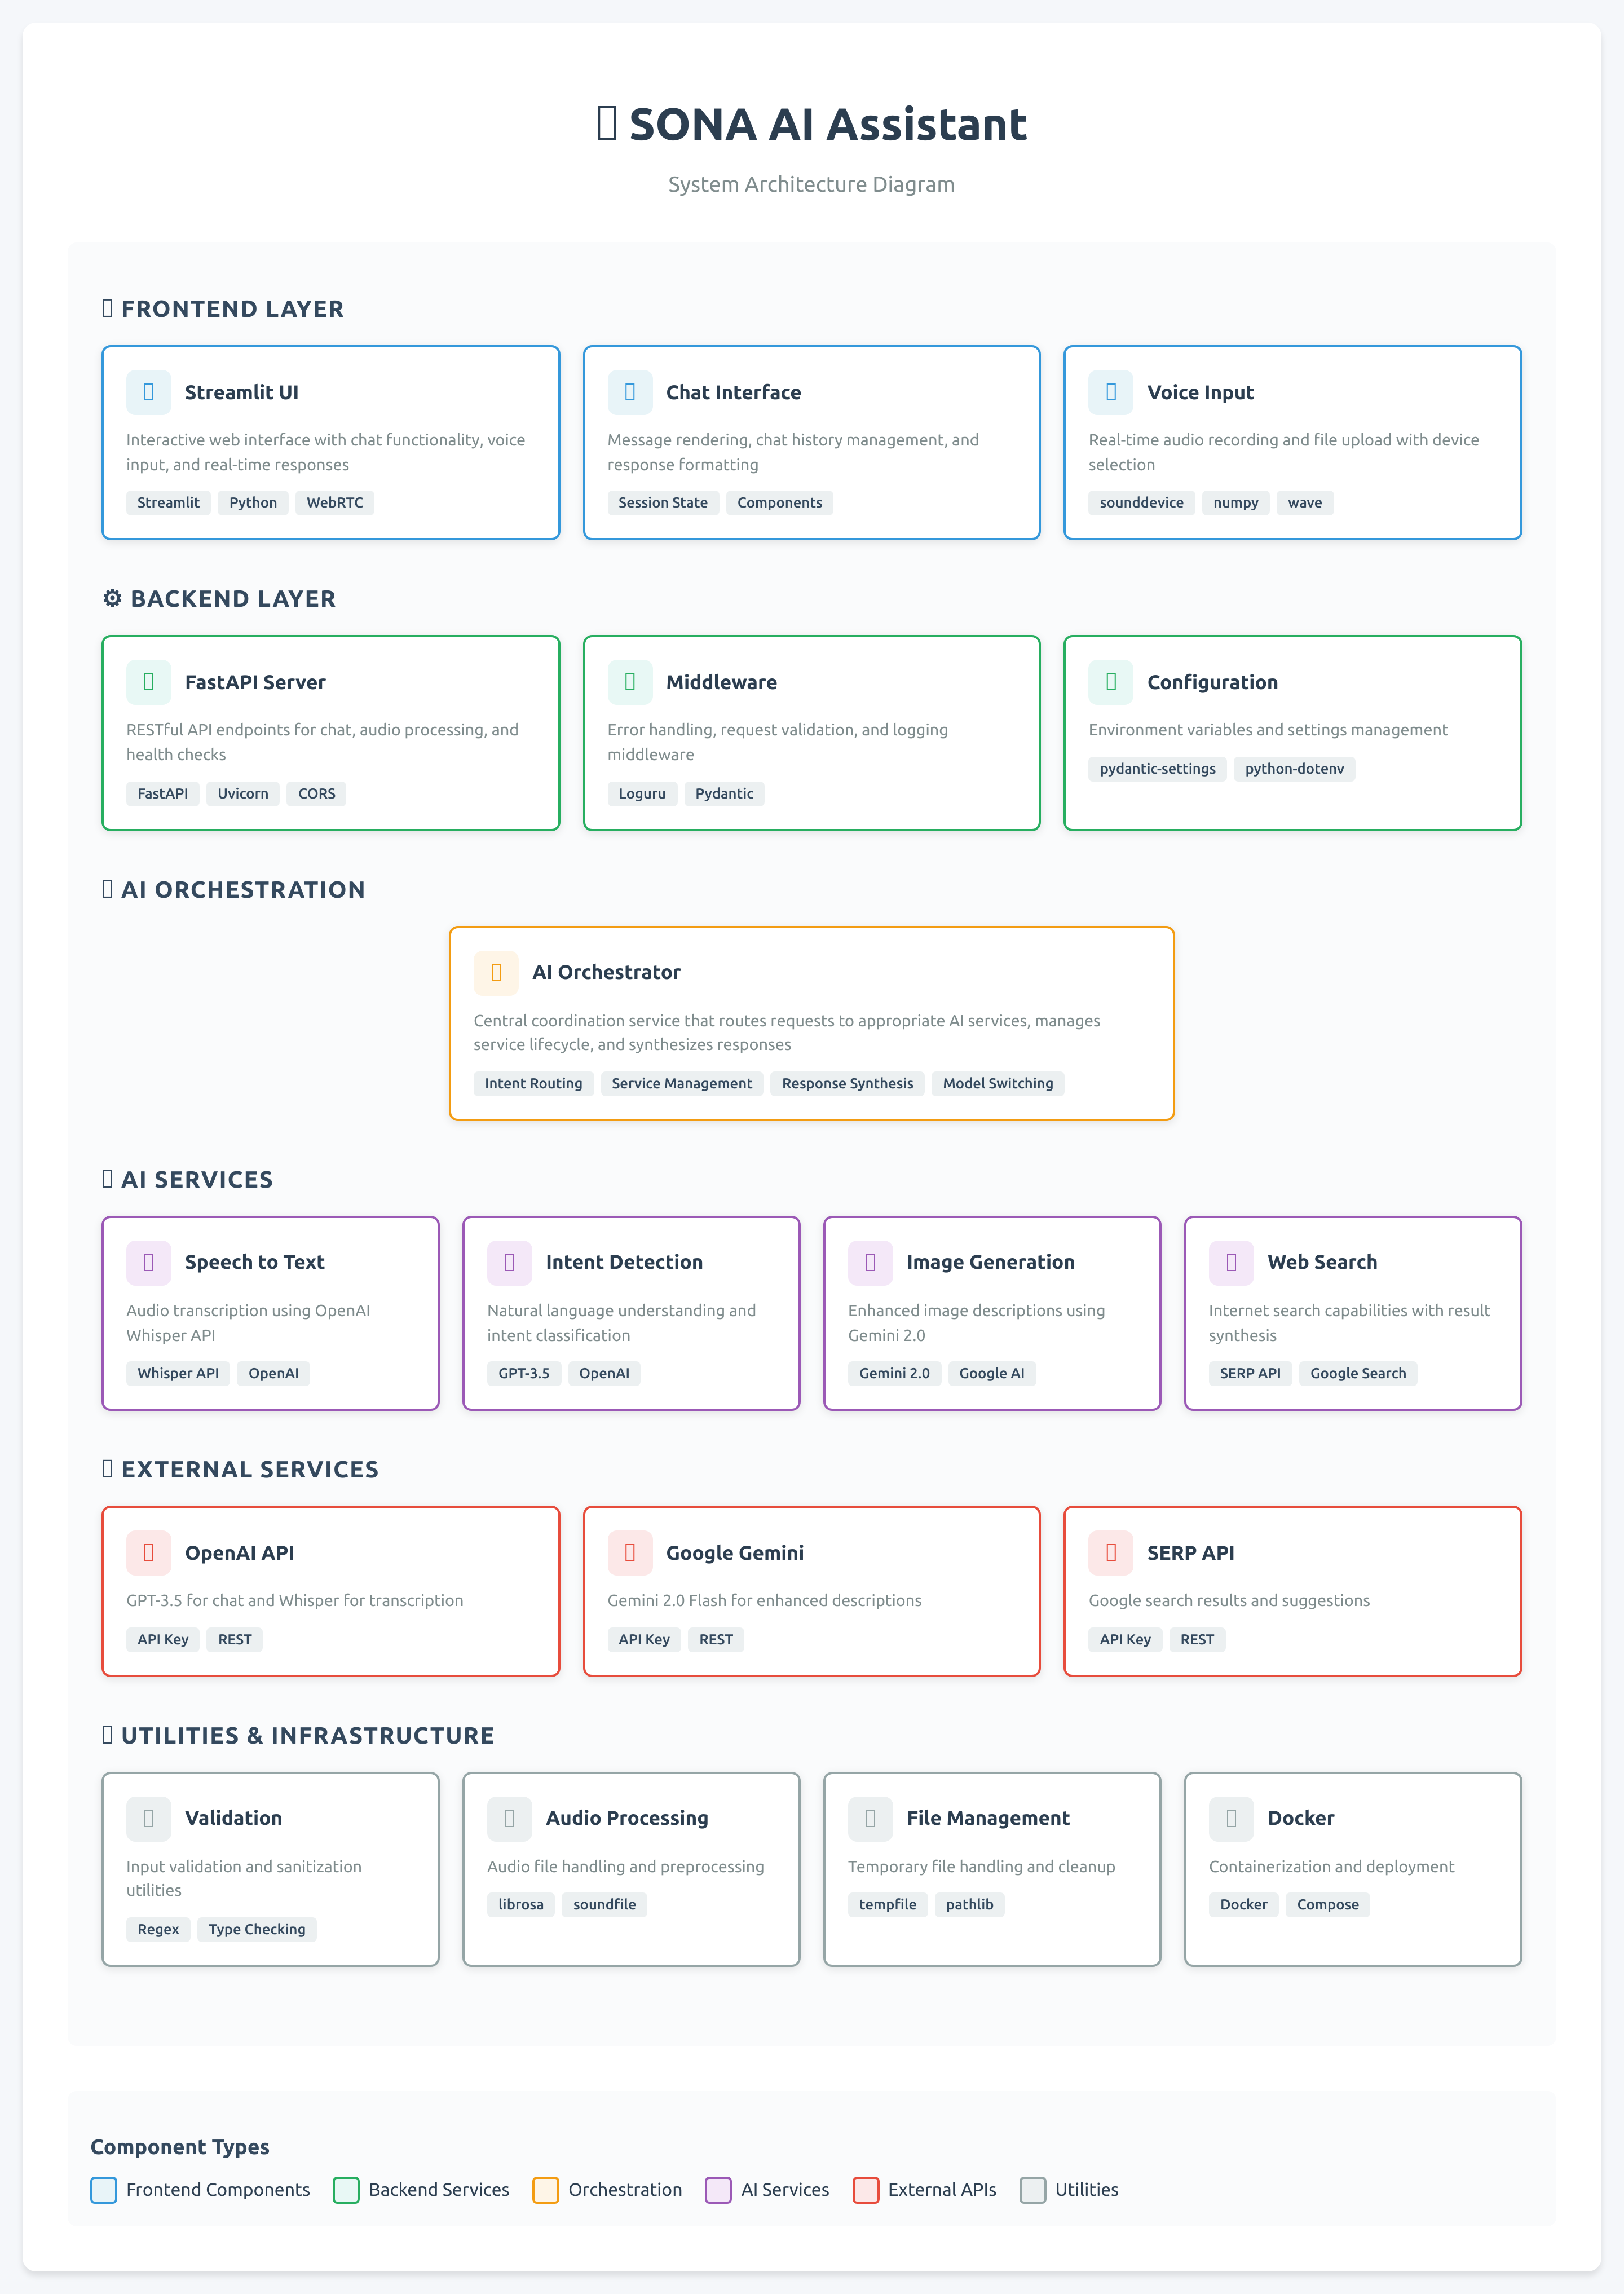 SONA AI Assistant
System Architecture Diagram
FRONTEND LAYER
Streamlit UI
Interactive web interface with chat functionality, voice
input, and real-time responses
Streamlit Python WebRTC
Chat Interface
Message rendering, chat history management, and
response formatting
Session State Components
Voice Input
Real-time audio recording and file upload with device
selection
sounddevice numpy wave
⚙ BACKEND LAYER
FastAPI Server
RESTful API endpoints for chat, audio processing, and
health checks
FastAPI Uvicorn CORS
Middleware
Error handling, request validation, and logging
middleware
Loguru Pydantic
Configuration
Environment variables and settings management
pydantic-settings python-dotenv
AI ORCHESTRATION
AI Orchestrator
Central coordination service that routes requests to appropriate AI services, manages
service lifecycle, and synthesizes responses
Intent Routing Service Management Response Synthesis Model Switching
AI SERVICES
Speech to Text
Audio transcription using OpenAI
Whisper API
Whisper API OpenAI
Intent Detection
Natural language understanding and
intent classification
GPT-3.5 OpenAI
Image Generation
Enhanced image descriptions using
Gemini 2.0
Gemini 2.0 Google AI
Web Search
Internet search capabilities with result
synthesis
SERP API Google Search
EXTERNAL SERVICES
OpenAI API
GPT-3.5 for chat and Whisper for transcription
API Key REST
Google Gemini
Gemini 2.0 Flash for enhanced descriptions
API Key REST
SERP API
Google search results and suggestions
API Key REST
UTILITIES & INFRASTRUCTURE
Validation
Input validation and sanitization
utilities
Regex Type Checking
Audio Processing
Audio file handling and preprocessing
librosa soundfile
File Management
Temporary file handling and cleanup
tempfile pathlib
Docker
Containerization and deployment
Docker Compose
Component Types
Frontend Components Backend Services Orchestration AI Services External APIs Utilities